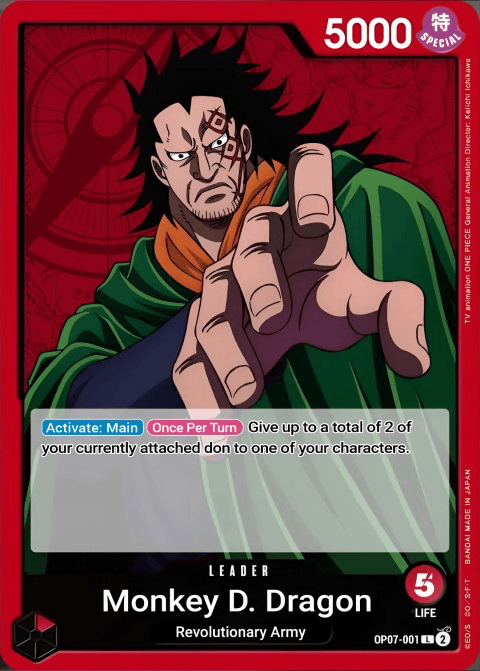 5000
特
SPECIAL
TV animation ONE PIECE General Animation Director: Keiichi Ichikawa
Activate: Main Once Per Turn Give up to a total of 2 of
your currently attached don to one of your characters.
BANDAI MADE IN JAPAN
LEADER
5
LIFE
Monkey D. Dragon
Revolutionary Army
OP07-001 L 2